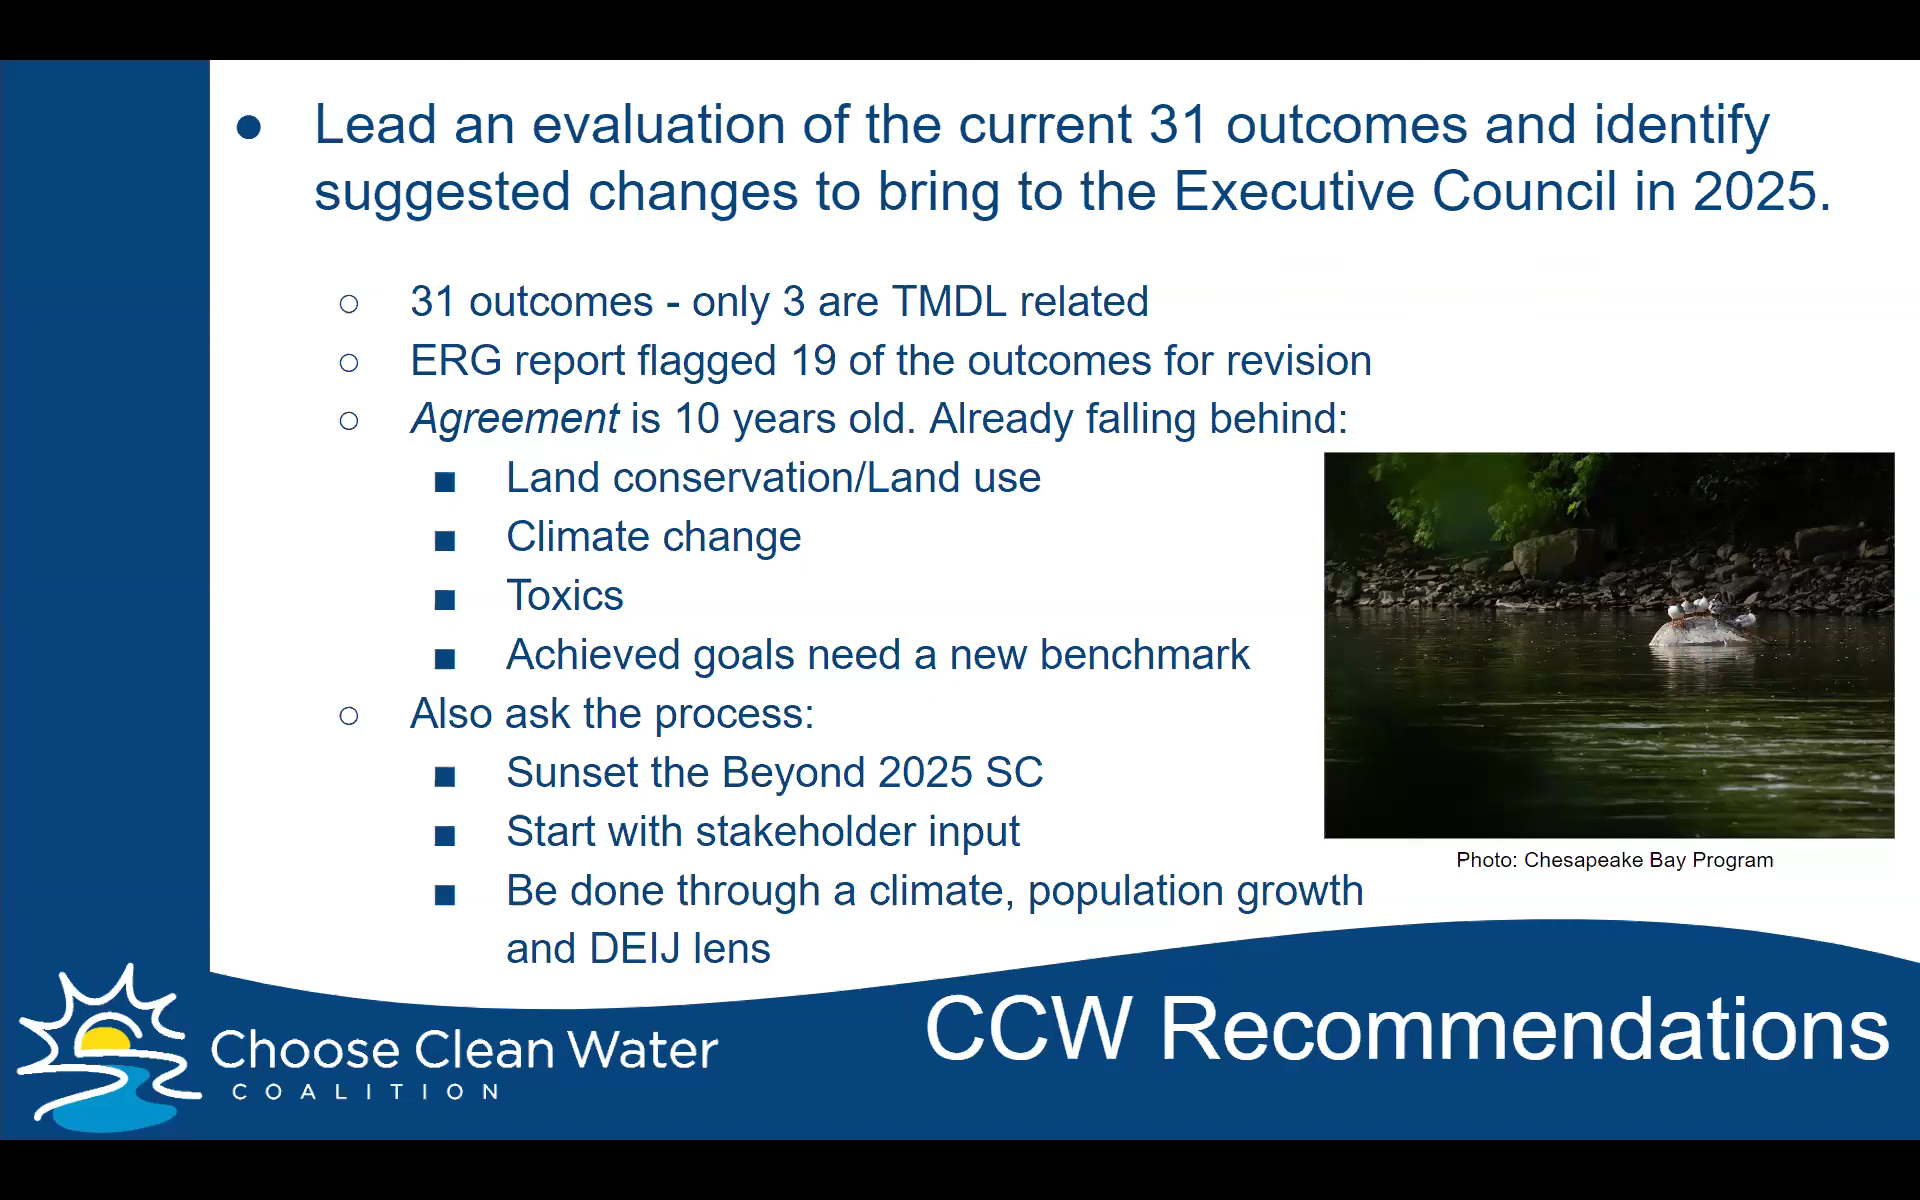 ● Lead an evaluation of the current 31 outcomes and identify
suggested changes to bring to the Executive Council in 2025.
○ 31 outcomes - only 3 are TMDL related
○ ERG report flagged 19 of the outcomes for revision
○ Agreement is 10 years old. Already falling behind:
■ Land conservation/Land use
■ Climate change
■ Toxics
■ Achieved goals need a new benchmark
○ Also ask the process:
■ Sunset the Beyond 2025 SC
■ Start with stakeholder input
■ Be done through a climate, population growth
and DEIJ lens
Photo: Chesapeake Bay Program
CCW Recommendations
Choose Clean Water
COALITION